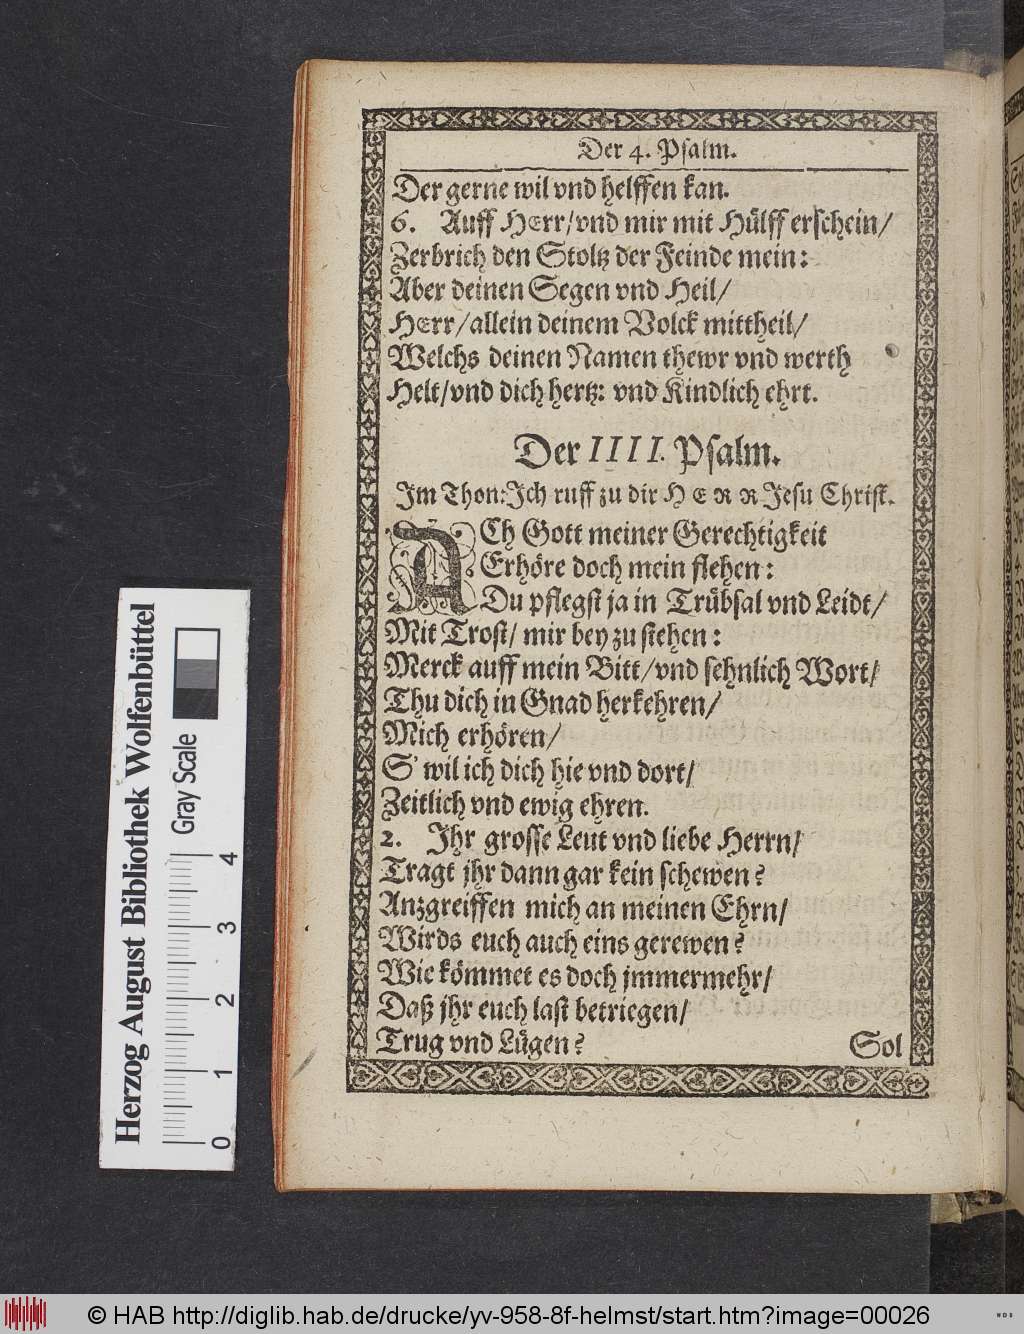 Der 4. Psalm.
Der gerne wil vnd helffen kan.
6. Auff HErr/vnd mir mit Hülff erschein/
Zerbrich den Stoltz der Feinde mein:
Aber deinen Segen vnd Heil/
HErr/allein deinem Volck mittheil/
Welchs deinen Namen thewr vnd werth
Helt/vnd dich hertz: vnd Kindlich ehrt.
Der IIII. Psalm.
Im Thon: Ich ruff zu dir HERR Jesu Christ.
ACh Gott meiner Gerechtigkeit
Erhöre doch mein flehen:
Du pflegst ja in Trübsal vnd Leidt/
Mit Trost/ mir bey zu stehen:
Merck auff mein Bitt/vnd sehnlich Wort/
Thu dich in Gnad herkehren/
Mich erhören/
S' wil ich dich hie vnd dort/
Zeitlich vnd ewig ehren.
2. Ihr grosse Leut vnd liebe Herrn/
Tragt jhr dann gar kein schewen?
Anzgreiffen mich an meinen Ehrn/
Wirds euch auch eins gerewen?
Wie kömmet es doch jmmermehr/
Daß jhr euch last betriegen/
Trug vnd Lügen?
Sol
Herzog August Bibliothek Wolfenbüttel
Gray Scale
0 1 2 3 4
© HAB http://diglib.hab.de/drucke/yv-958-8f-helmst/start.htm?image=00026